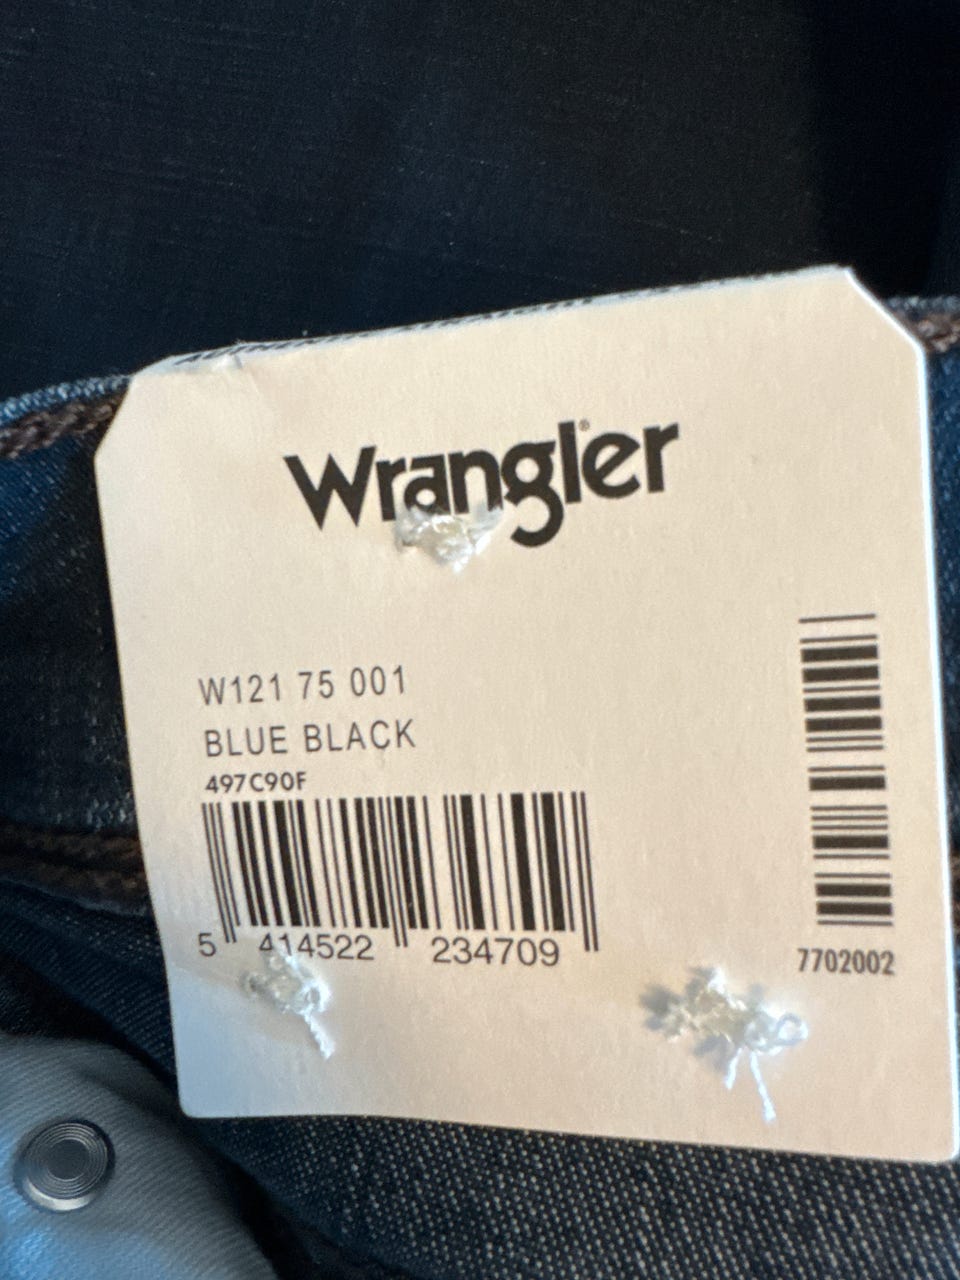 Wrangler®
W121 75 001
BLUE BLACK
497C90F
5 414522 234709
7702002